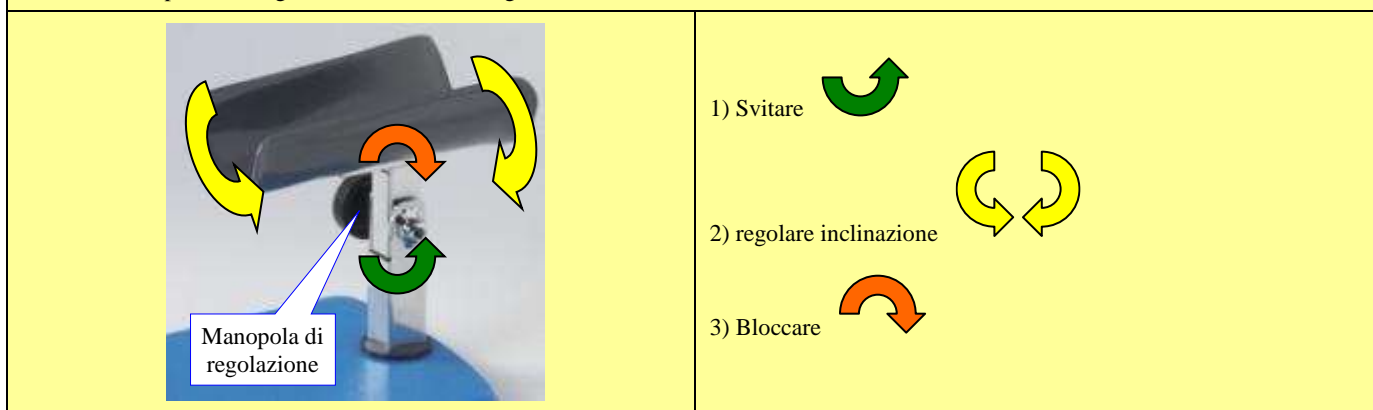 1) Svitare
2) regolare inclinazione
3) Bloccare
Manopola di
regolazione